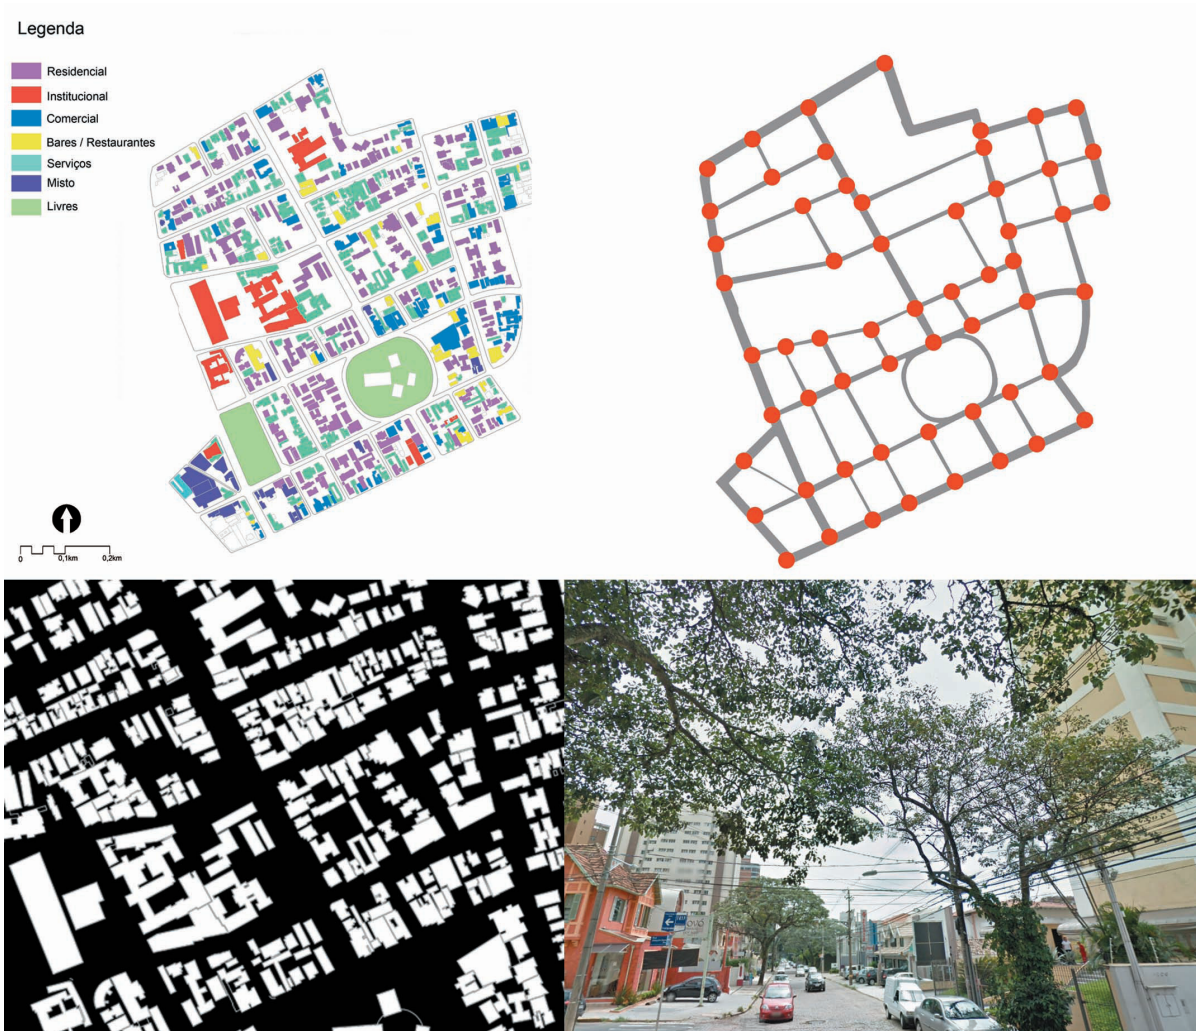 Legenda
Residencial
Institucional
Comercial
Bares / Restaurantes
Serviços
Misto
Livres
0 0,1km 0,2km